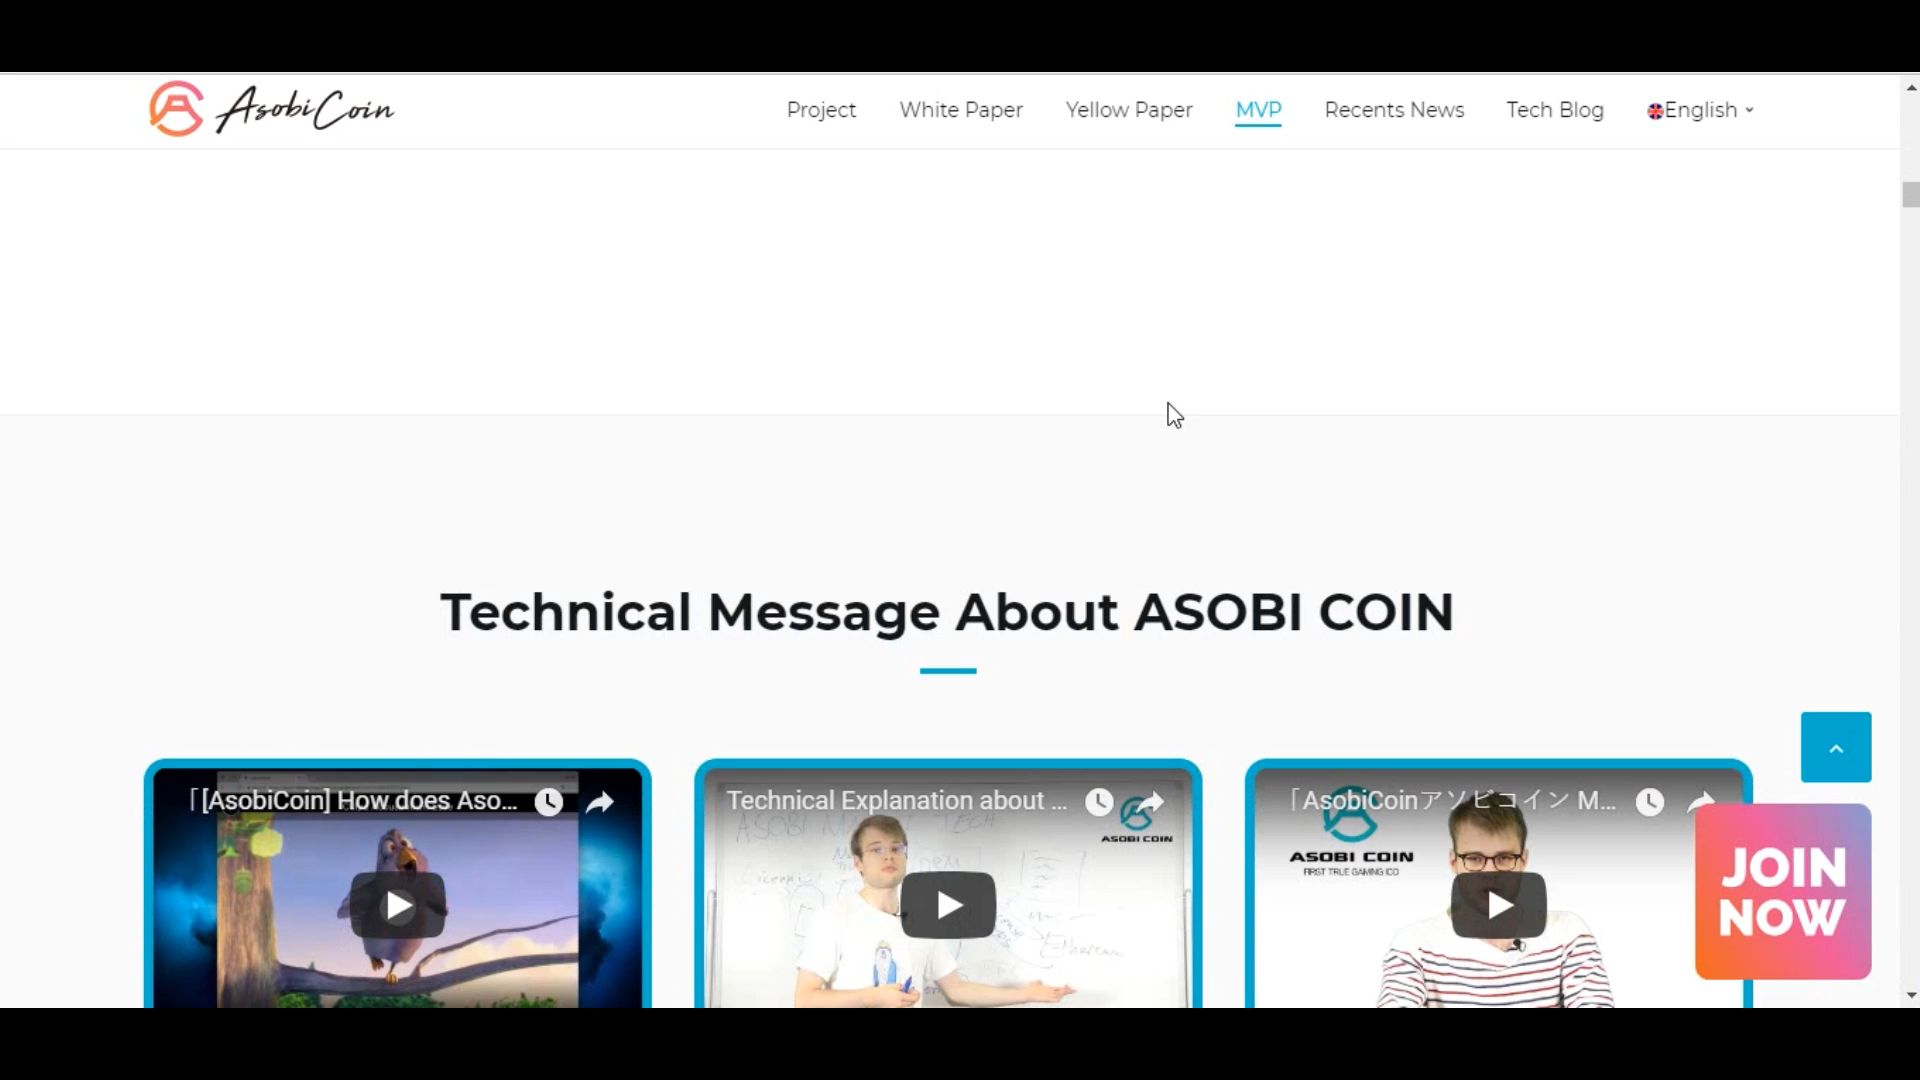 AsobiCoin
Project
White Paper
Yellow Paper
MVP
Recents News
Tech Blog
English
Technical Message About ASOBI COIN
「[AsobiCoin] How does Aso...
Technical Explanation about ...
ASOBI COIN
「AsobiCoinアソビコイン M...
ASOBI COIN
FIRST TRUE GAMING ICO
JOIN
NOW